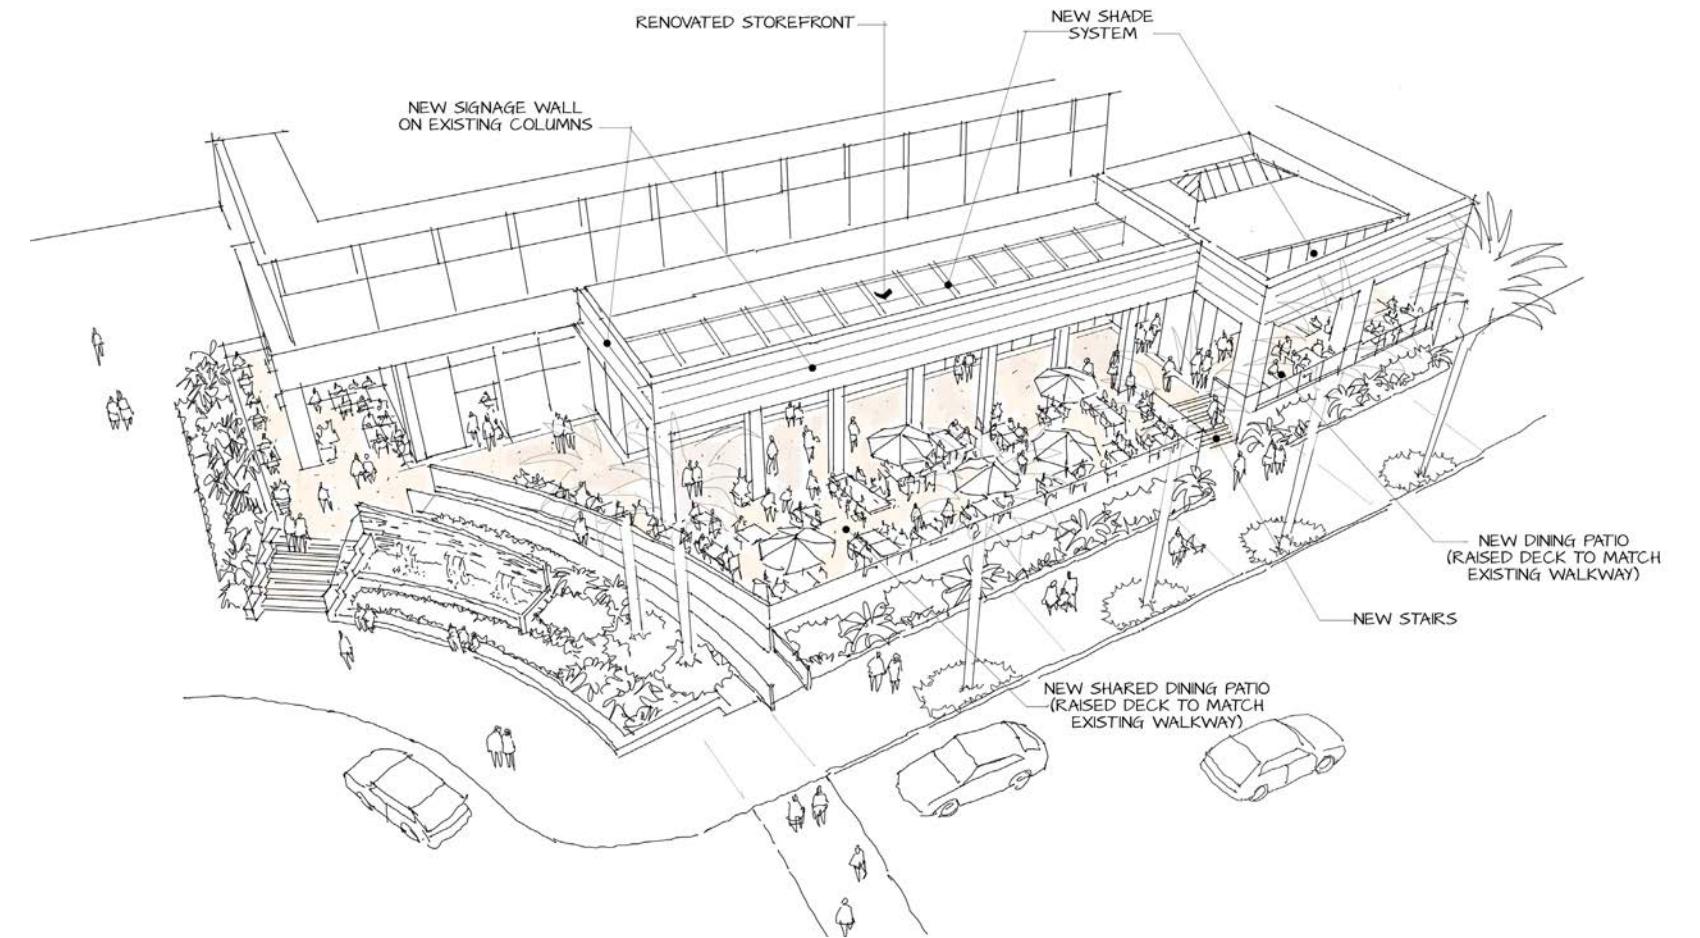 RENOVATED STOREFRONT
NEW SHADE
SYSTEM
NEW SIGNAGE WALL
ON EXISTING COLUMNS
NEW DINING PATIO
(RAISED DECK TO MATCH
EXISTING WALKWAY)
NEW STAIRS
NEW SHARED DINING PATIO
(RAISED DECK TO MATCH
EXISTING WALKWAY)